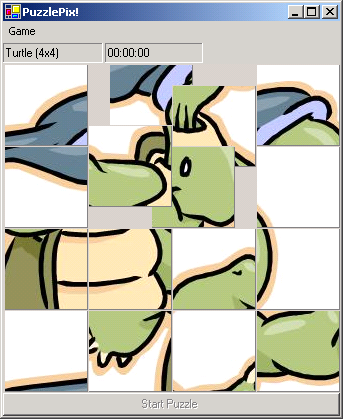 PuzzlePix!
Game
Turtle (4x4)
00:00:00
Start Puzzle